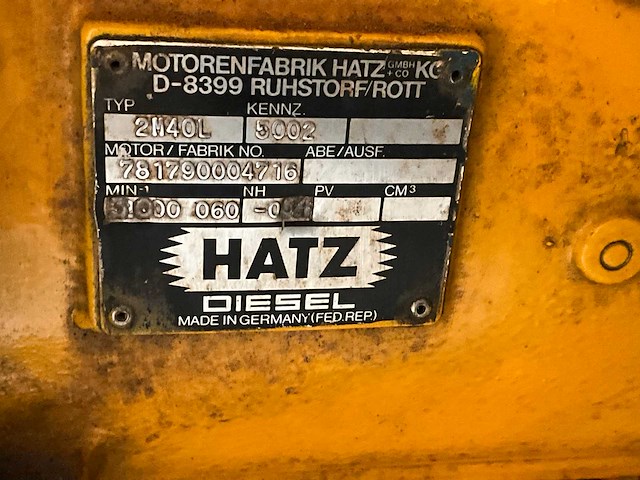 MOTORENFABRIK HATZ GMBH + CO KG
D-8399 RUHSTORF/ROTT
TYP KENNZ.
2M40L 5002
MOTOR / FABRIK NO. ABE/AUSF.
781790004716
MIN-1 NH PV CM³
060
HATZ
DIESEL
MADE IN GERMANY (FED.REP.)